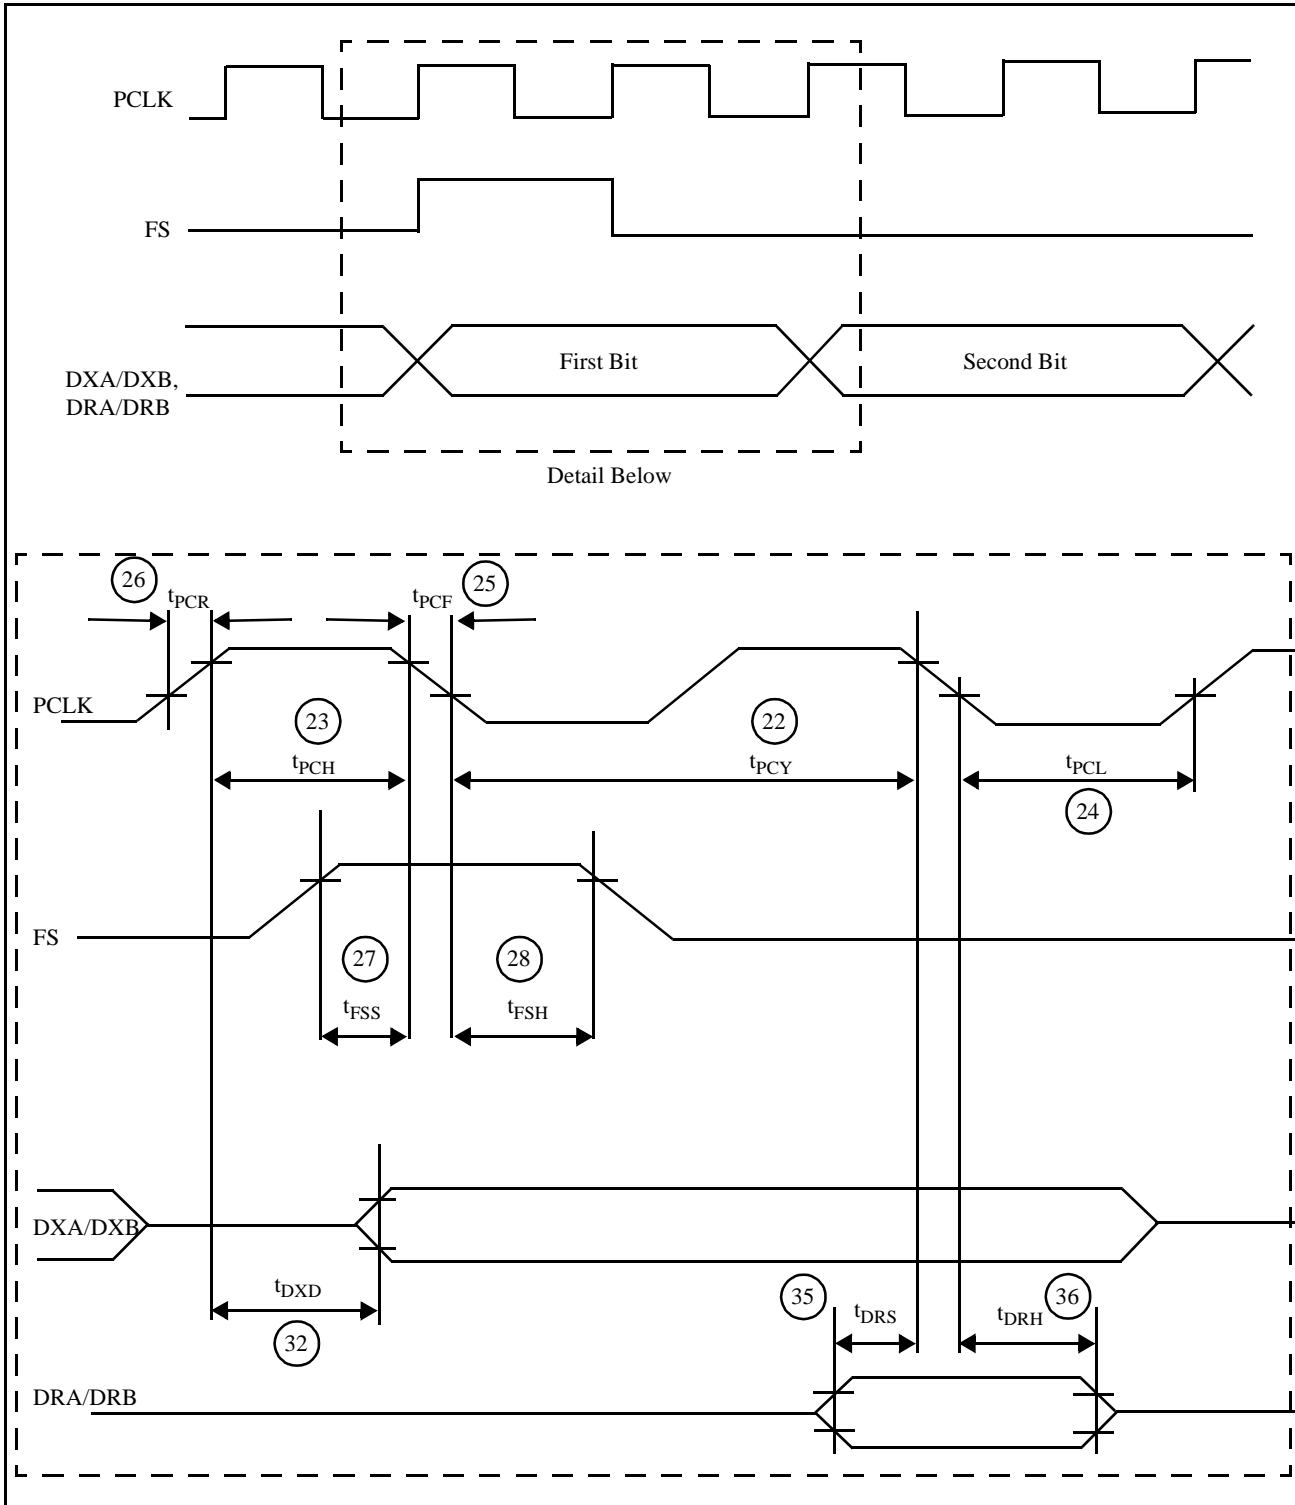 PCLK
FS
First Bit
Second Bit
DXA/DXB,
DRA/DRB
Detail Below
26
tPCR
tPCF
25
PCLK
23
22
tPCH
tPCY
tPCL
24
FS
27
28
tFSS
tFSH
DXA/DXB
tDXD
32
35
tDRS
tDRH
36
DRA/DRB